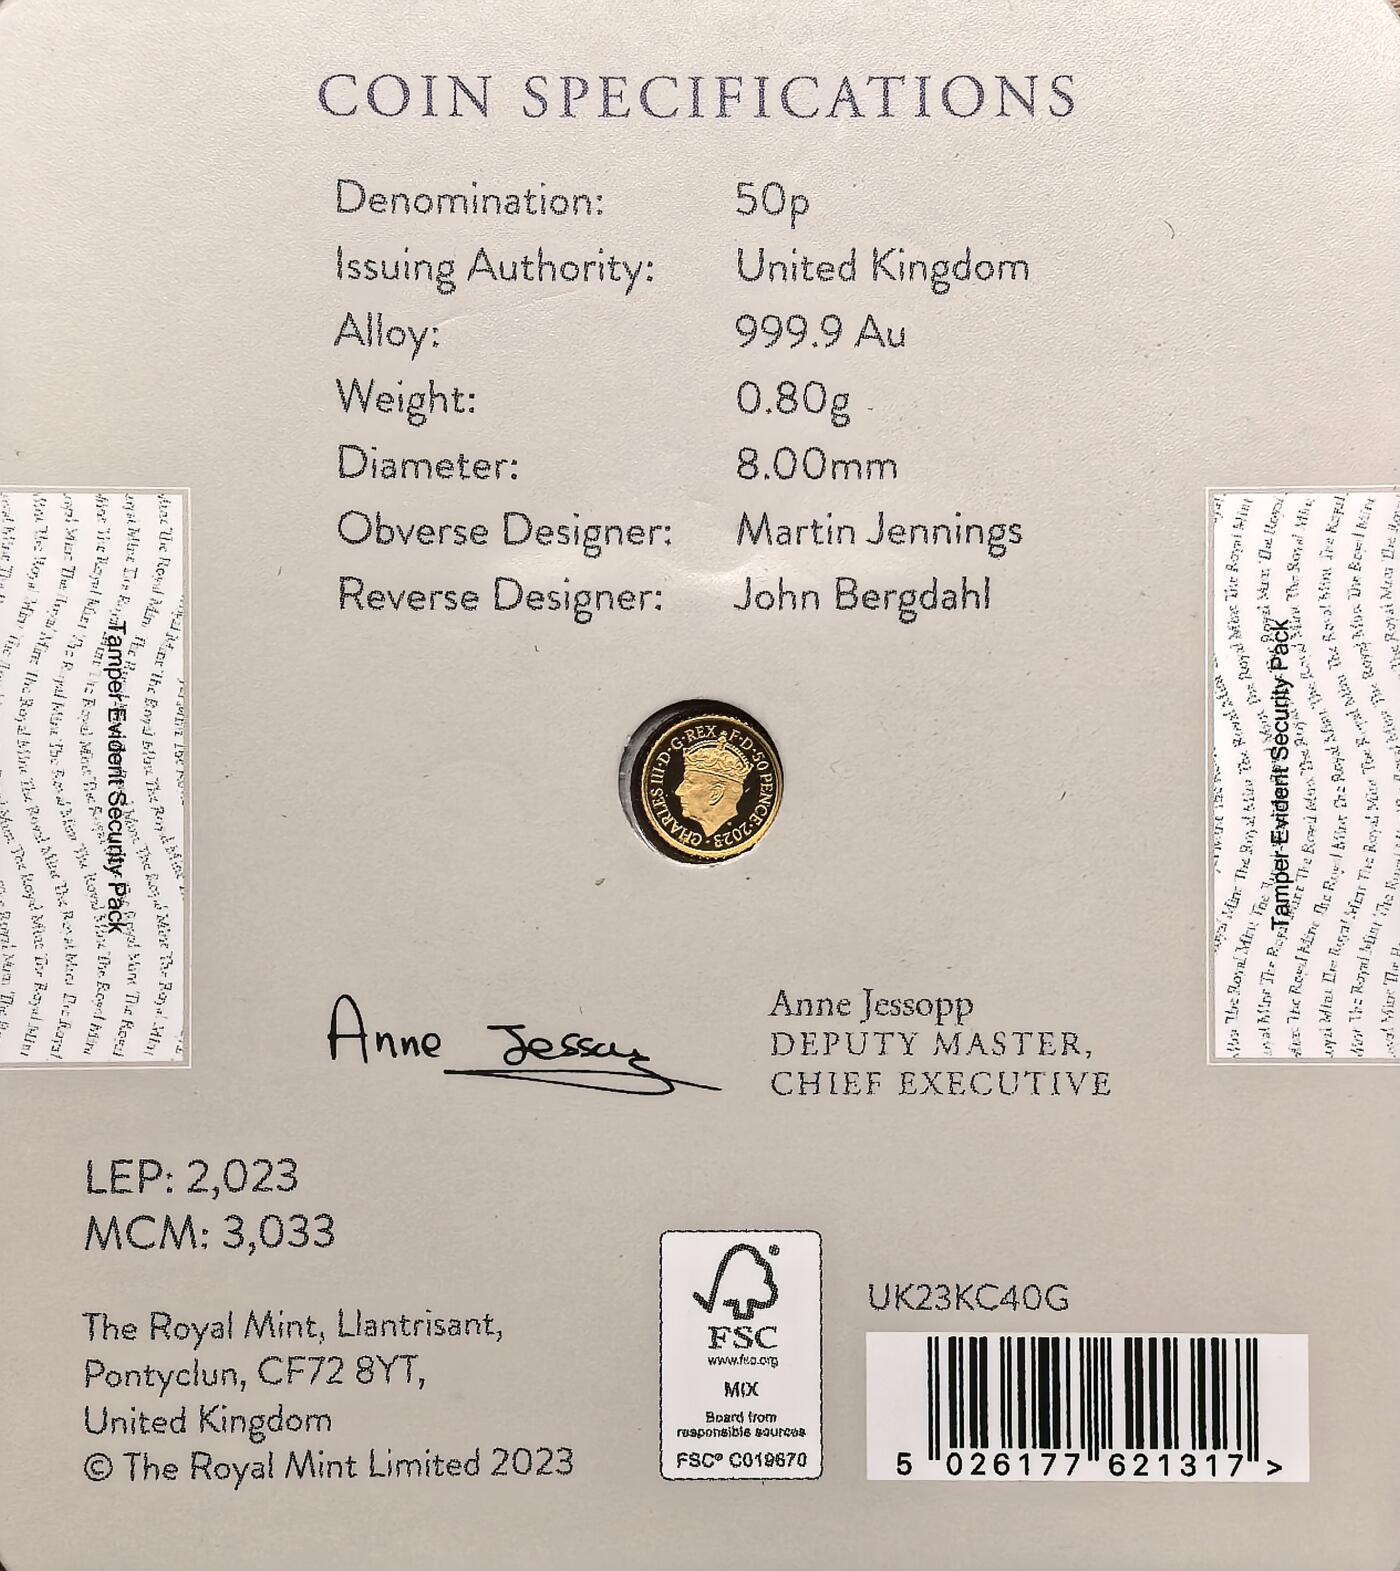 COIN SPECIFICATIONS
Denomination: 50p
Issuing Authority: United Kingdom
Alloy: 999.9 Au
Weight: 0.80g
Diameter: 8.00mm
Obverse Designer: Martin Jennings
Reverse Designer: John Bergdahl
Tamper Evident Security Pack
Tamper Evident Security Pack
CHARLES III·D·G·REX·F·D·50 PENCE·2023·
Anne Jessopp
Anne Jessopp
DEPUTY MASTER,
CHIEF EXECUTIVE
LEP: 2,023
MCM: 3,033
The Royal Mint, Llantrisant,
Pontyclun, CF72 8YT,
United Kingdom
© The Royal Mint Limited 2023
FSC
www.fsc.org
MIX
Board from
responsible sources
FSC® C019670
UK23KC40G
5 026177 621317 >